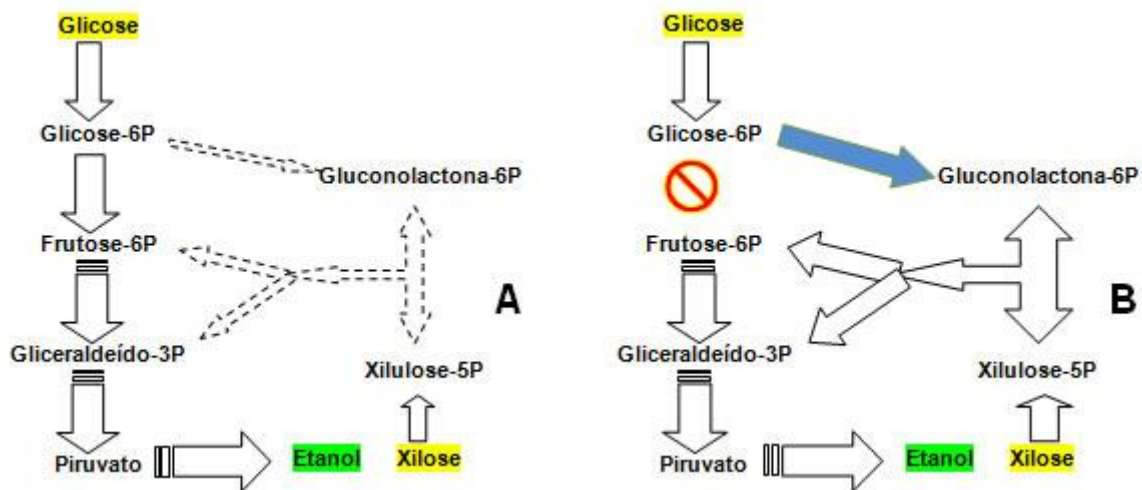 Glicose
Glicose-6P
Gluconolactona-6P
Frutose-6P
A
Gliceraldeído-3P
Xilulose-5P
Piruvato
Etanol
Xilose
Glicose
Glicose-6P
Gluconolactona-6P
Frutose-6P
B
Gliceraldeído-3P
Xilulose-5P
Piruvato
Etanol
Xilose